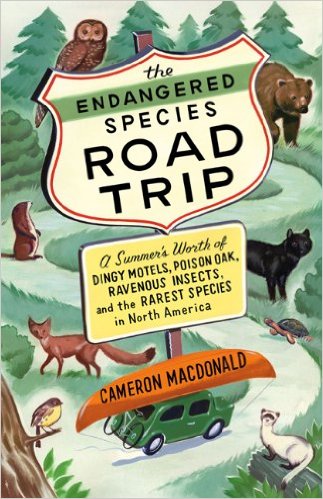 the
ENDANGERED
SPECIES
ROAD
TRIP
A Summer's Worth of
DINGY MOTELS, POISON OAK,
RAVENOUS INSECTS,
and the RAREST SPECIES
in North America
CAMERON MACDONALD